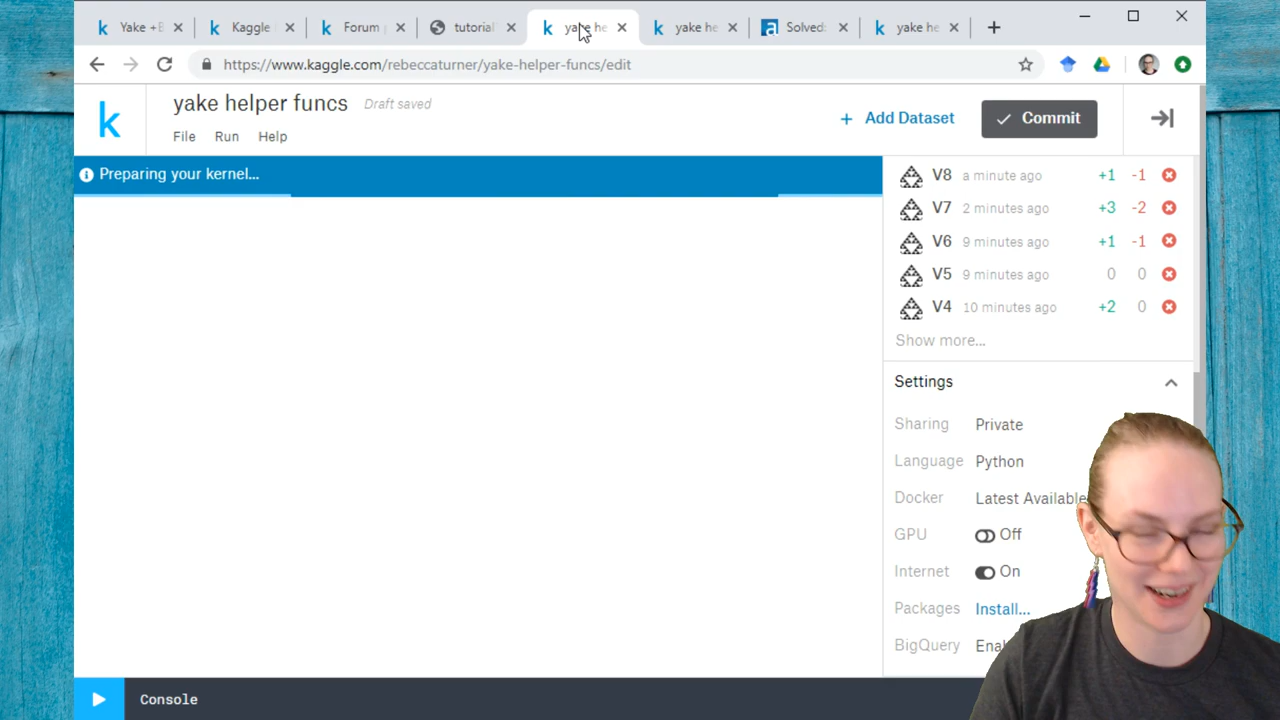 Yake +E
Kaggle
Forum
tutorial
yake he
yake he
Solved:
yake he
https://www.kaggle.com/rebeccaturner/yake-helper-funcs/edit
k
yake helper funcs Draft saved
File Run Help
+ Add Dataset
Commit
Preparing your kernel...
V8 a minute ago +1 -1
V7 2 minutes ago +3 -2
V6 9 minutes ago +1 -1
V5 9 minutes ago 0 0
V4 10 minutes ago +2 0
Show more...
Settings
Sharing Private
Language Python
Docker Latest Available
GPU Off
Internet On
Packages Install...
BigQuery Ena
Console